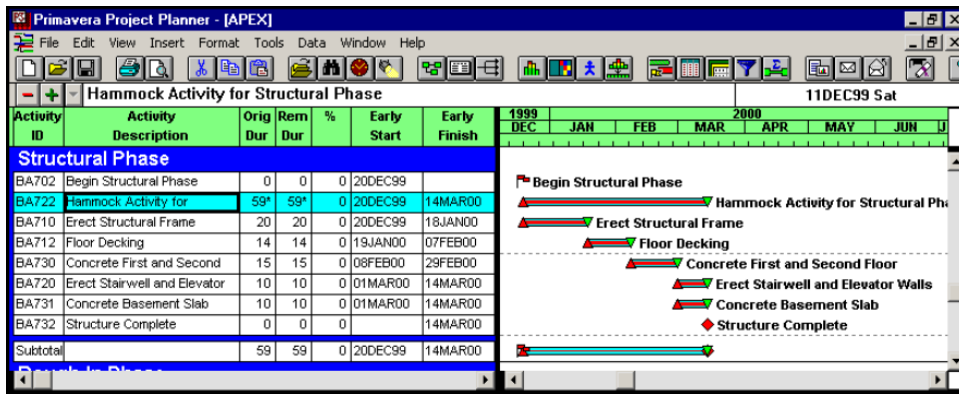 Primavera Project Planner - [APEX]
File Edit View Insert Format Tools Data Window Help
Hammock Activity for Structural Phase 11DEC99 Sat
Activity ID Activity Description Orig Dur Rem Dur % Early Start Early Finish
1999 2000
DEC JAN FEB MAR APR MAY JUN J
Structural Phase
BA702 Begin Structural Phase 0 0 0 20DEC99 Begin Structural Phase
BA722 Hammock Activity for 59* 59* 0 20DEC99 14MAR00 Hammock Activity for Structural Pha
BA710 Erect Structural Frame 20 20 0 20DEC99 18JAN00 Erect Structural Frame
BA712 Floor Decking 14 14 0 19JAN00 07FEB00 Floor Decking
BA730 Concrete First and Second 15 15 0 08FEB00 29FEB00 Concrete First and Second Floor
BA720 Erect Stairwell and Elevator 10 10 0 01MAR00 14MAR00 Erect Stairwell and Elevator Walls
BA731 Concrete Basement Slab 10 10 0 01MAR00 14MAR00 Concrete Basement Slab
BA732 Structure Complete 0 0 0 14MAR00 Structure Complete
Subtotal 59 59 0 20DEC99 14MAR00